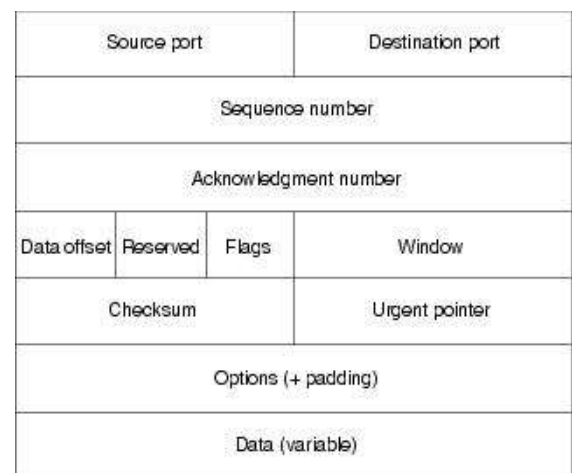 Source port
Destination port
Sequence number
Acknowledgment number
Data offset
Reserved
Flags
Window
Checksum
Urgent pointer
Options (+ padding)
Data (variable)